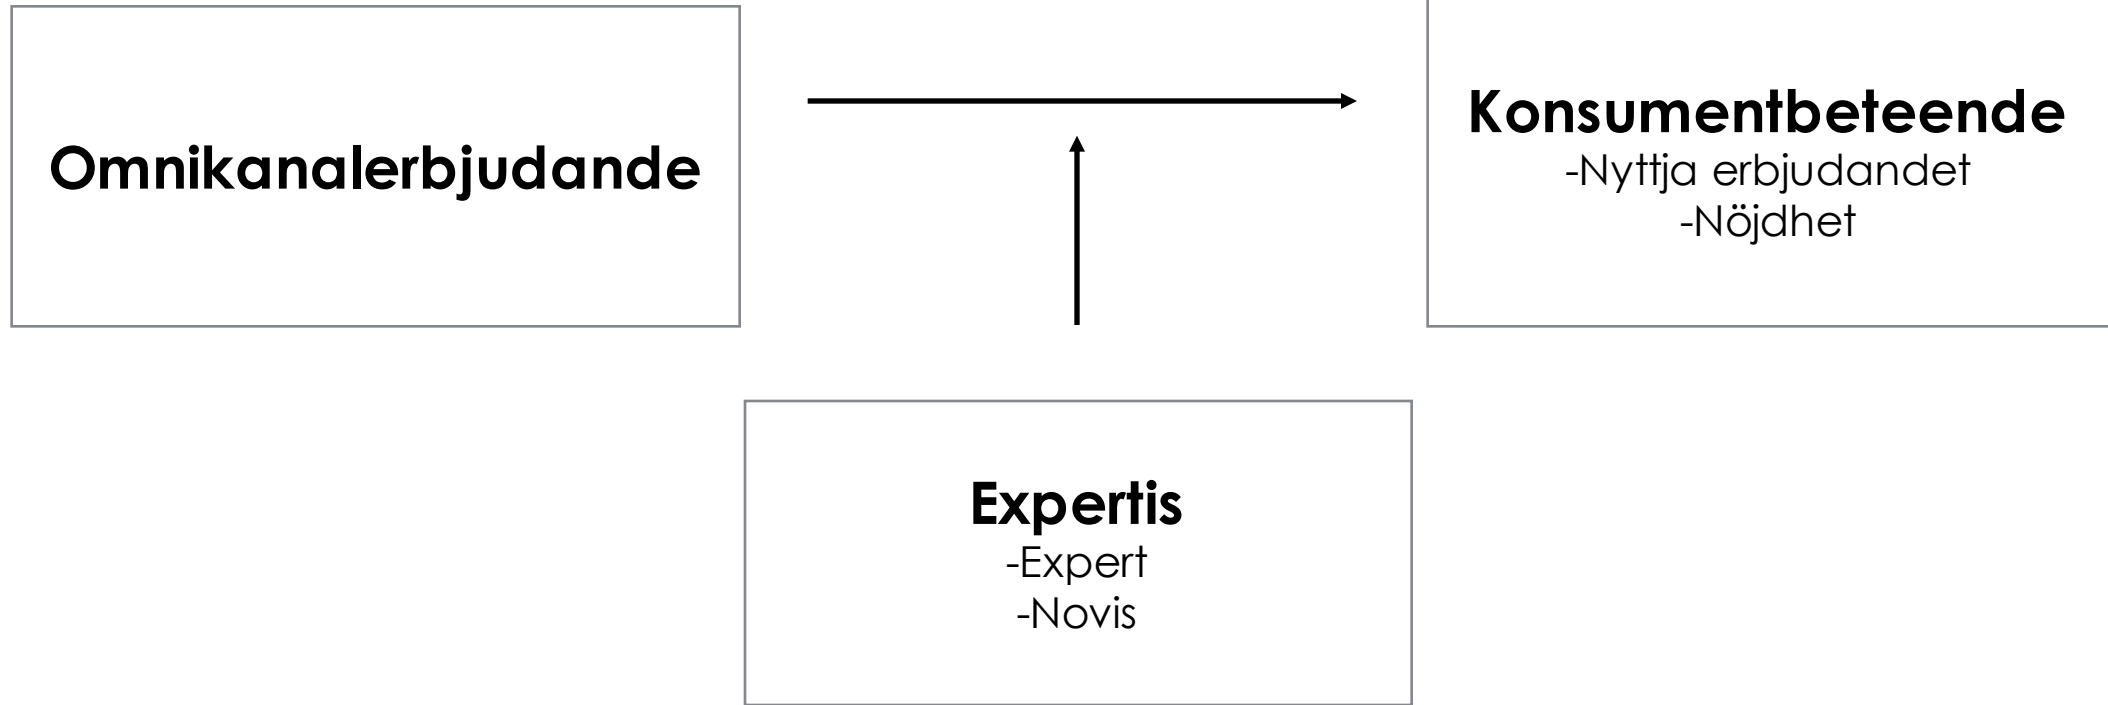 Omnikanalerbjudande
Konsumentbeteende
-Nyttja erbjudandet
-Nöjdhet
Expertis
-Expert
-Novis